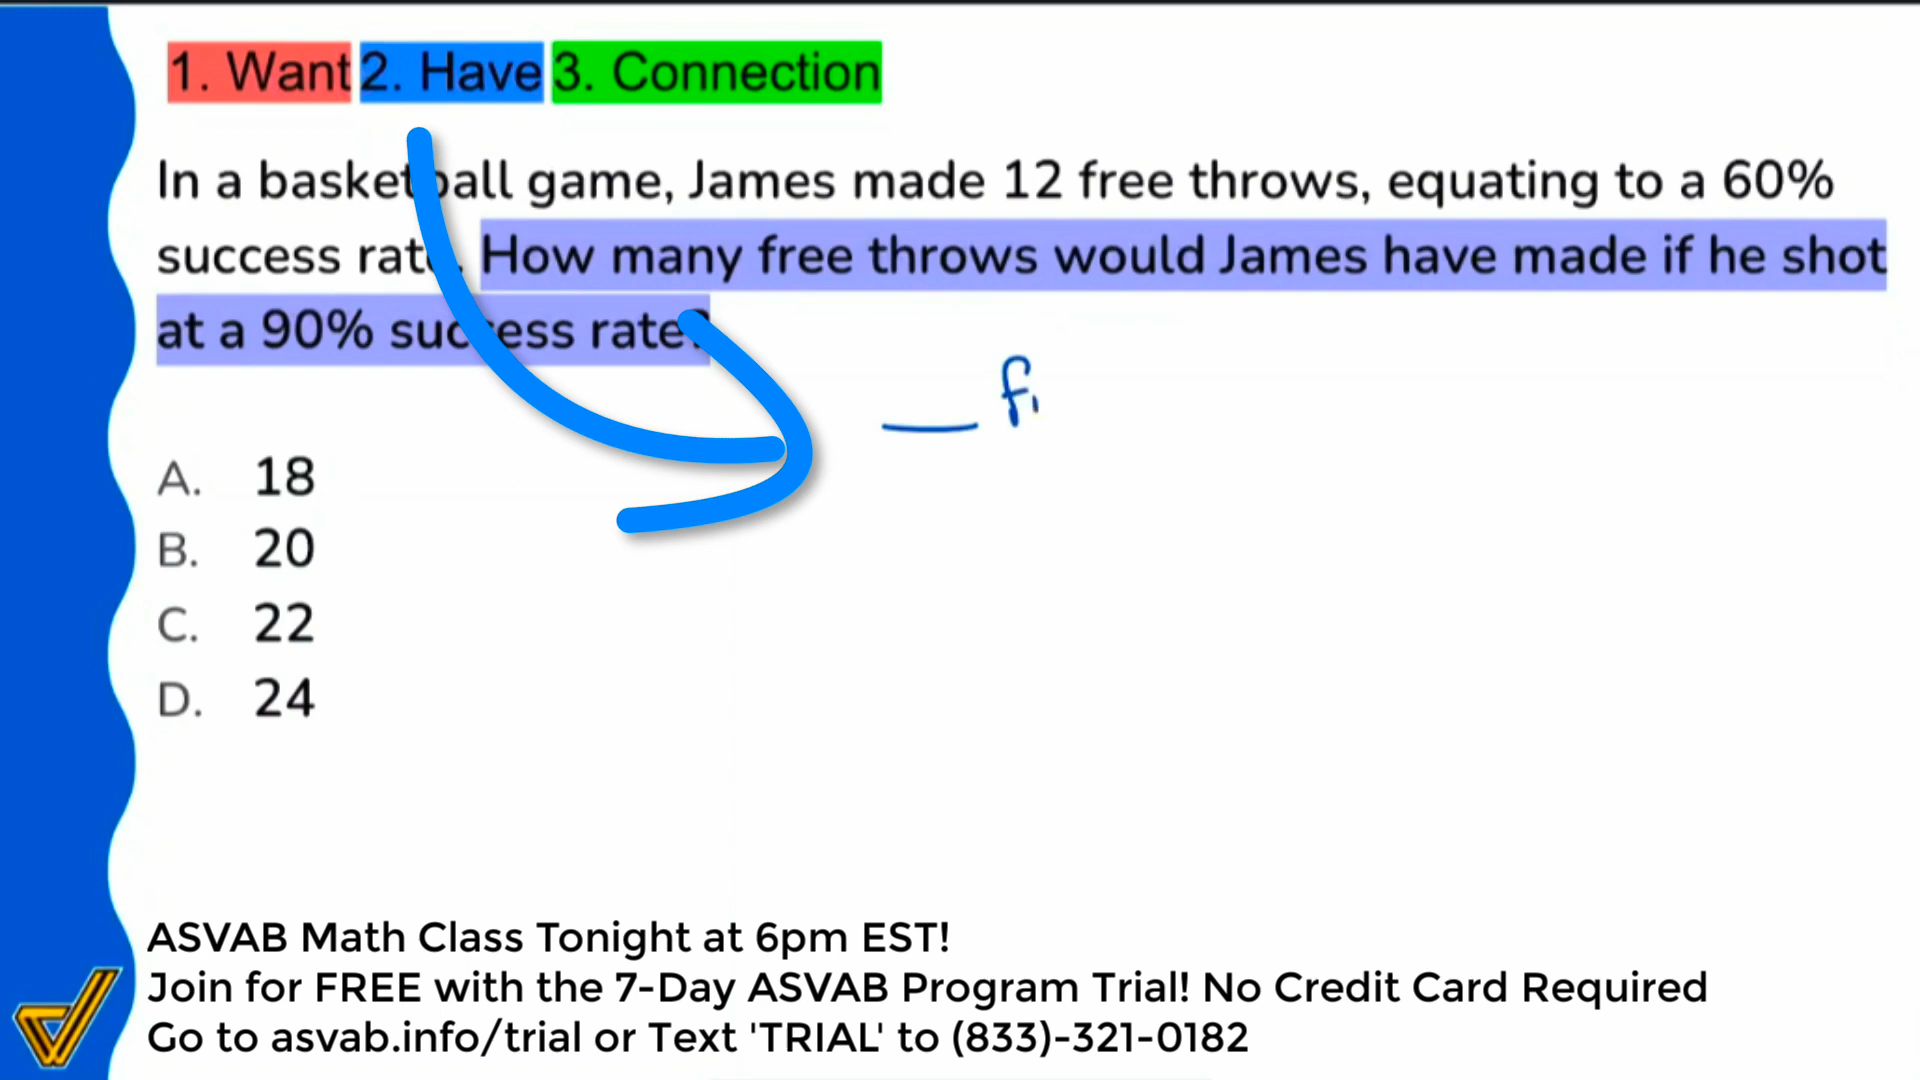 1. Want 2. Have 3. Connection
In a basketball game, James made 12 free throws, equating to a 60%
success rate. How many free throws would James have made if he shot
at a 90% success rate?
A. 18
B. 20
C. 22
D. 24
ASVAB Math Class Tonight at 6pm EST!
Join for FREE with the 7-Day ASVAB Program Trial! No Credit Card Required
Go to asvab.info/trial or Text 'TRIAL' to (833)-321-0182